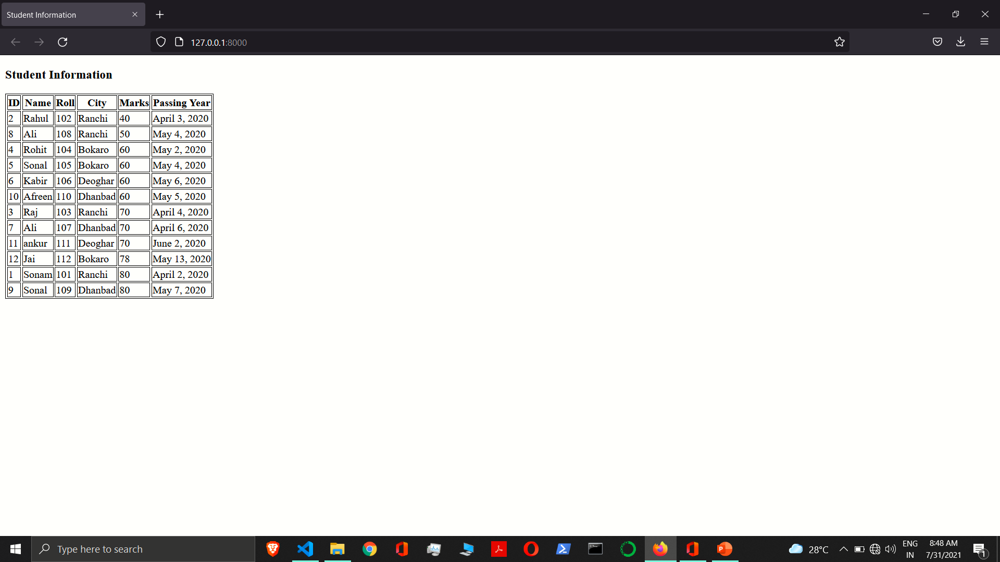 Student Information
127.0.0.1:8000
Student Information
ID Name Roll City Marks Passing Year
2 Rahul 102 Ranchi 40 April 3, 2020
8 Ali 108 Ranchi 50 May 4, 2020
4 Rohit 104 Bokaro 60 May 2, 2020
5 Sonal 105 Bokaro 60 May 4, 2020
6 Kabir 106 Deoghar 60 May 6, 2020
10 Afreen 110 Dhanbad 60 May 5, 2020
3 Raj 103 Ranchi 70 April 4, 2020
7 Ali 107 Dhanbad 70 April 6, 2020
11 ankur 111 Deoghar 70 June 2, 2020
12 Jai 112 Bokaro 78 May 13, 2020
1 Sonam 101 Ranchi 80 April 2, 2020
9 Sonal 109 Dhanbad 80 May 7, 2020
Type here to search
28°C
ENG
IN
8:48 AM
7/31/2021
1